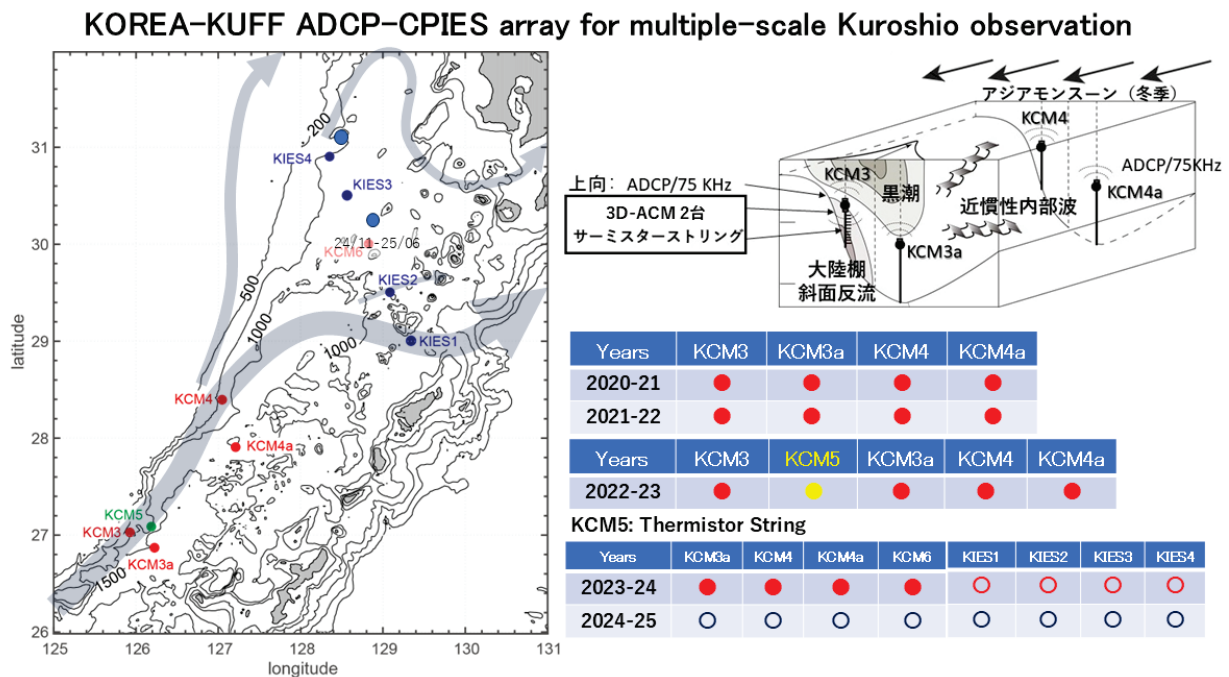 KOREA-KUFF ADCP-CPIES array for multiple-scale Kuroshio observation
latitude
31
30
29
28
27
26
125
126
127
128
129
130
131
longitude
200
500
1000
1000
1500
KIES4
KIES3
24/11-25/06
KCM6
KIES2
KIES1
KCM4
KCM4a
KCM5
KCM3
KCM3a
アジアモンスーン（冬季）
KCM4
KCM3
ADCP/75KHz
KCM4a
上向： ADCP/75 KHz
黒潮
3D-ACM 2台
サーミスターストリング
近慣性内部波
KCM3a
大陸棚
斜面反流
Years KCM3 KCM3a KCM4 KCM4a
2020-21
2021-22
Years KCM3 KCM5 KCM3a KCM4 KCM4a
2022-23
KCM5: Thermistor String
Years KCM3a KCM4 KCM4a KCM6 KIES1 KIES2 KIES3 KIES4
2023-24
2024-25